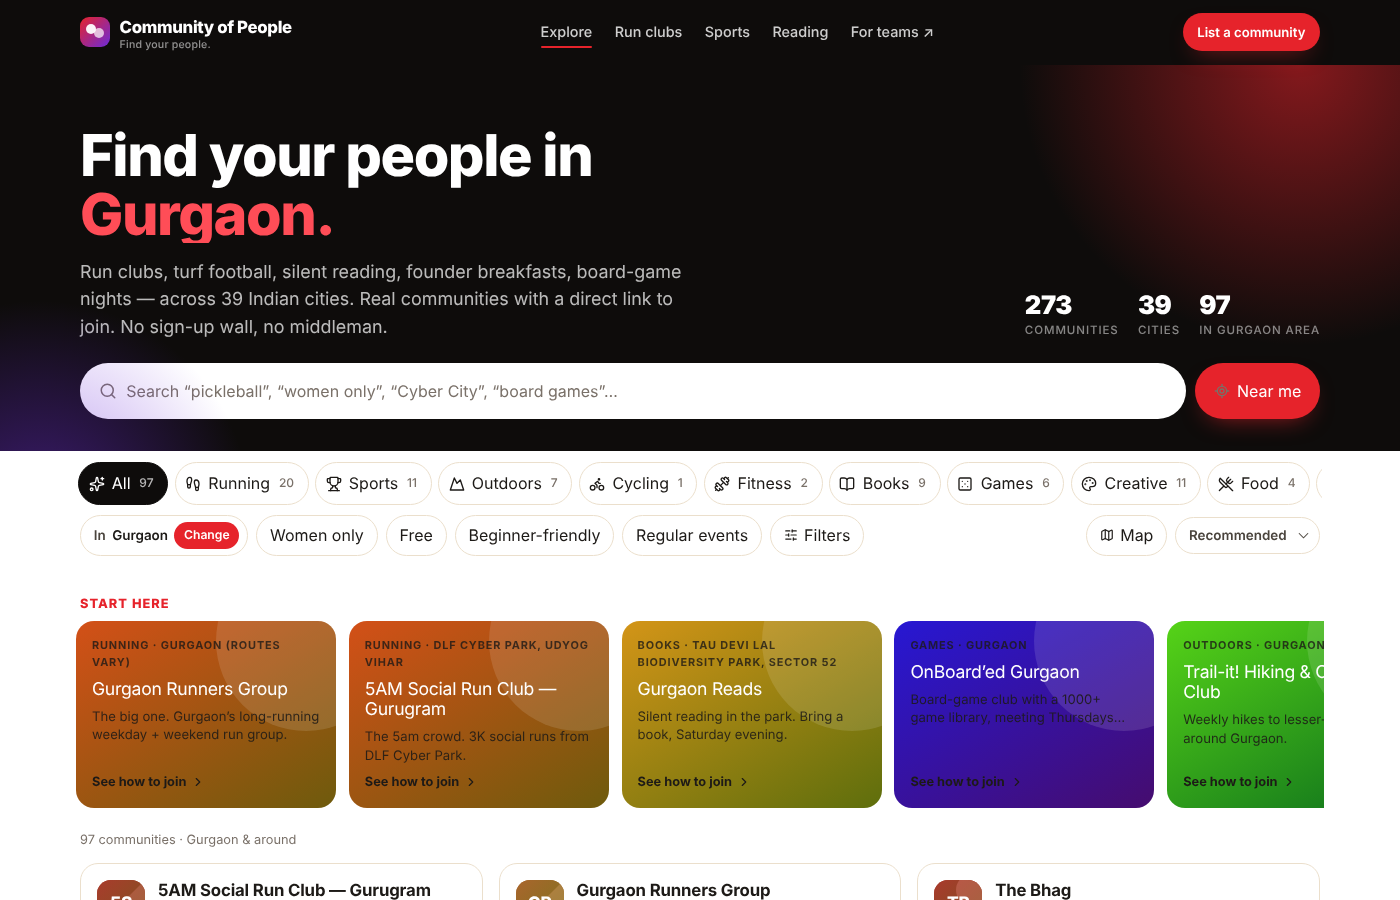 Community of People
Find your people.
Explore
Run clubs
Sports
Reading
For teams ↗
List a community
Find your people in
Gurgaon.
Run clubs, turf football, silent reading, founder breakfasts, board-game
nights — across 39 Indian cities. Real communities with a direct link to
join. No sign-up wall, no middleman.
273
COMMUNITIES
39
CITIES
97
IN GURGAON AREA
Search “pickleball”, “women only”, “Cyber City”, “board games”…
Near me
All 97
Running 20
Sports 11
Outdoors 7
Cycling 1
Fitness 2
Books 9
Games 6
Creative 11
Food 4
In Gurgaon Change
Women only
Free
Beginner-friendly
Regular events
Filters
Map
Recommended
START HERE
RUNNING · GURGAON (ROUTES
VARY)
Gurgaon Runners Group
The big one. Gurgaon’s long-running
weekday + weekend run group.
See how to join
RUNNING · DLF CYBER PARK, UDYOG
VIHAR
5AM Social Run Club —
Gurugram
The 5am crowd. 3K social runs from
DLF Cyber Park.
See how to join
BOOKS · TAU DEVI LAL
BIODIVERSITY PARK, SECTOR 52
Gurgaon Reads
Silent reading in the park. Bring a
book, Saturday evening.
See how to join
GAMES · GURGAON
OnBoard’ed Gurgaon
Board-game club with a 1000+
game library, meeting Thursdays…
See how to join
OUTDOORS · GURGAON
Trail-it! Hiking &
Club
Weekly hikes to lesser-
around Gurgaon.
See how to join
97 communities · Gurgaon & around
5AM Social Run Club — Gurugram
Gurgaon Runners Group
The Bhag